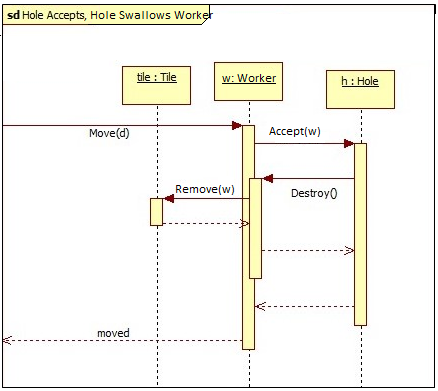 sd Hole Accepts, Hole Swallows Worker
tile : Tile
w: Worker
h : Hole
Move(d)
Accept(w)
Remove(w)
Destroy()
moved